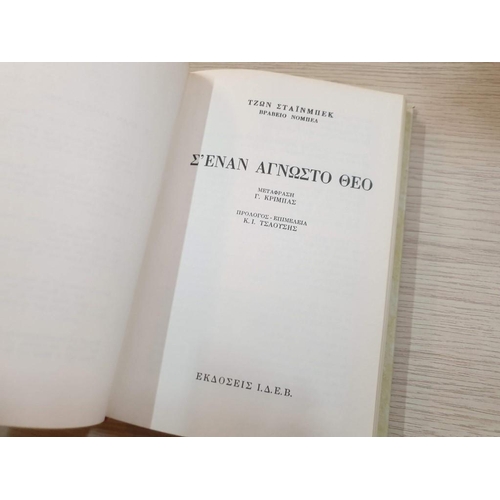 ΤΖΩΝ ΣΤΑΪΝΜΠΕΚ
ΒΡΑΒΕΙΟ ΝΟΜΠΕΛ
Σ'ΕΝΑΝ ΑΓΝΩΣΤΟ ΘΕΟ
ΜΕΤΑΦΡΑΣΗ
Γ. ΚΡΙΜΠΑΣ
ΠΡΟΛΟΓΟΣ - ΕΠΙΜΕΛΕΙΑ
Κ.Ι. ΤΣΑΟΥΣΗΣ
ΕΚΔΟΣΕΙΣ Ι.Δ.Ε.Β.